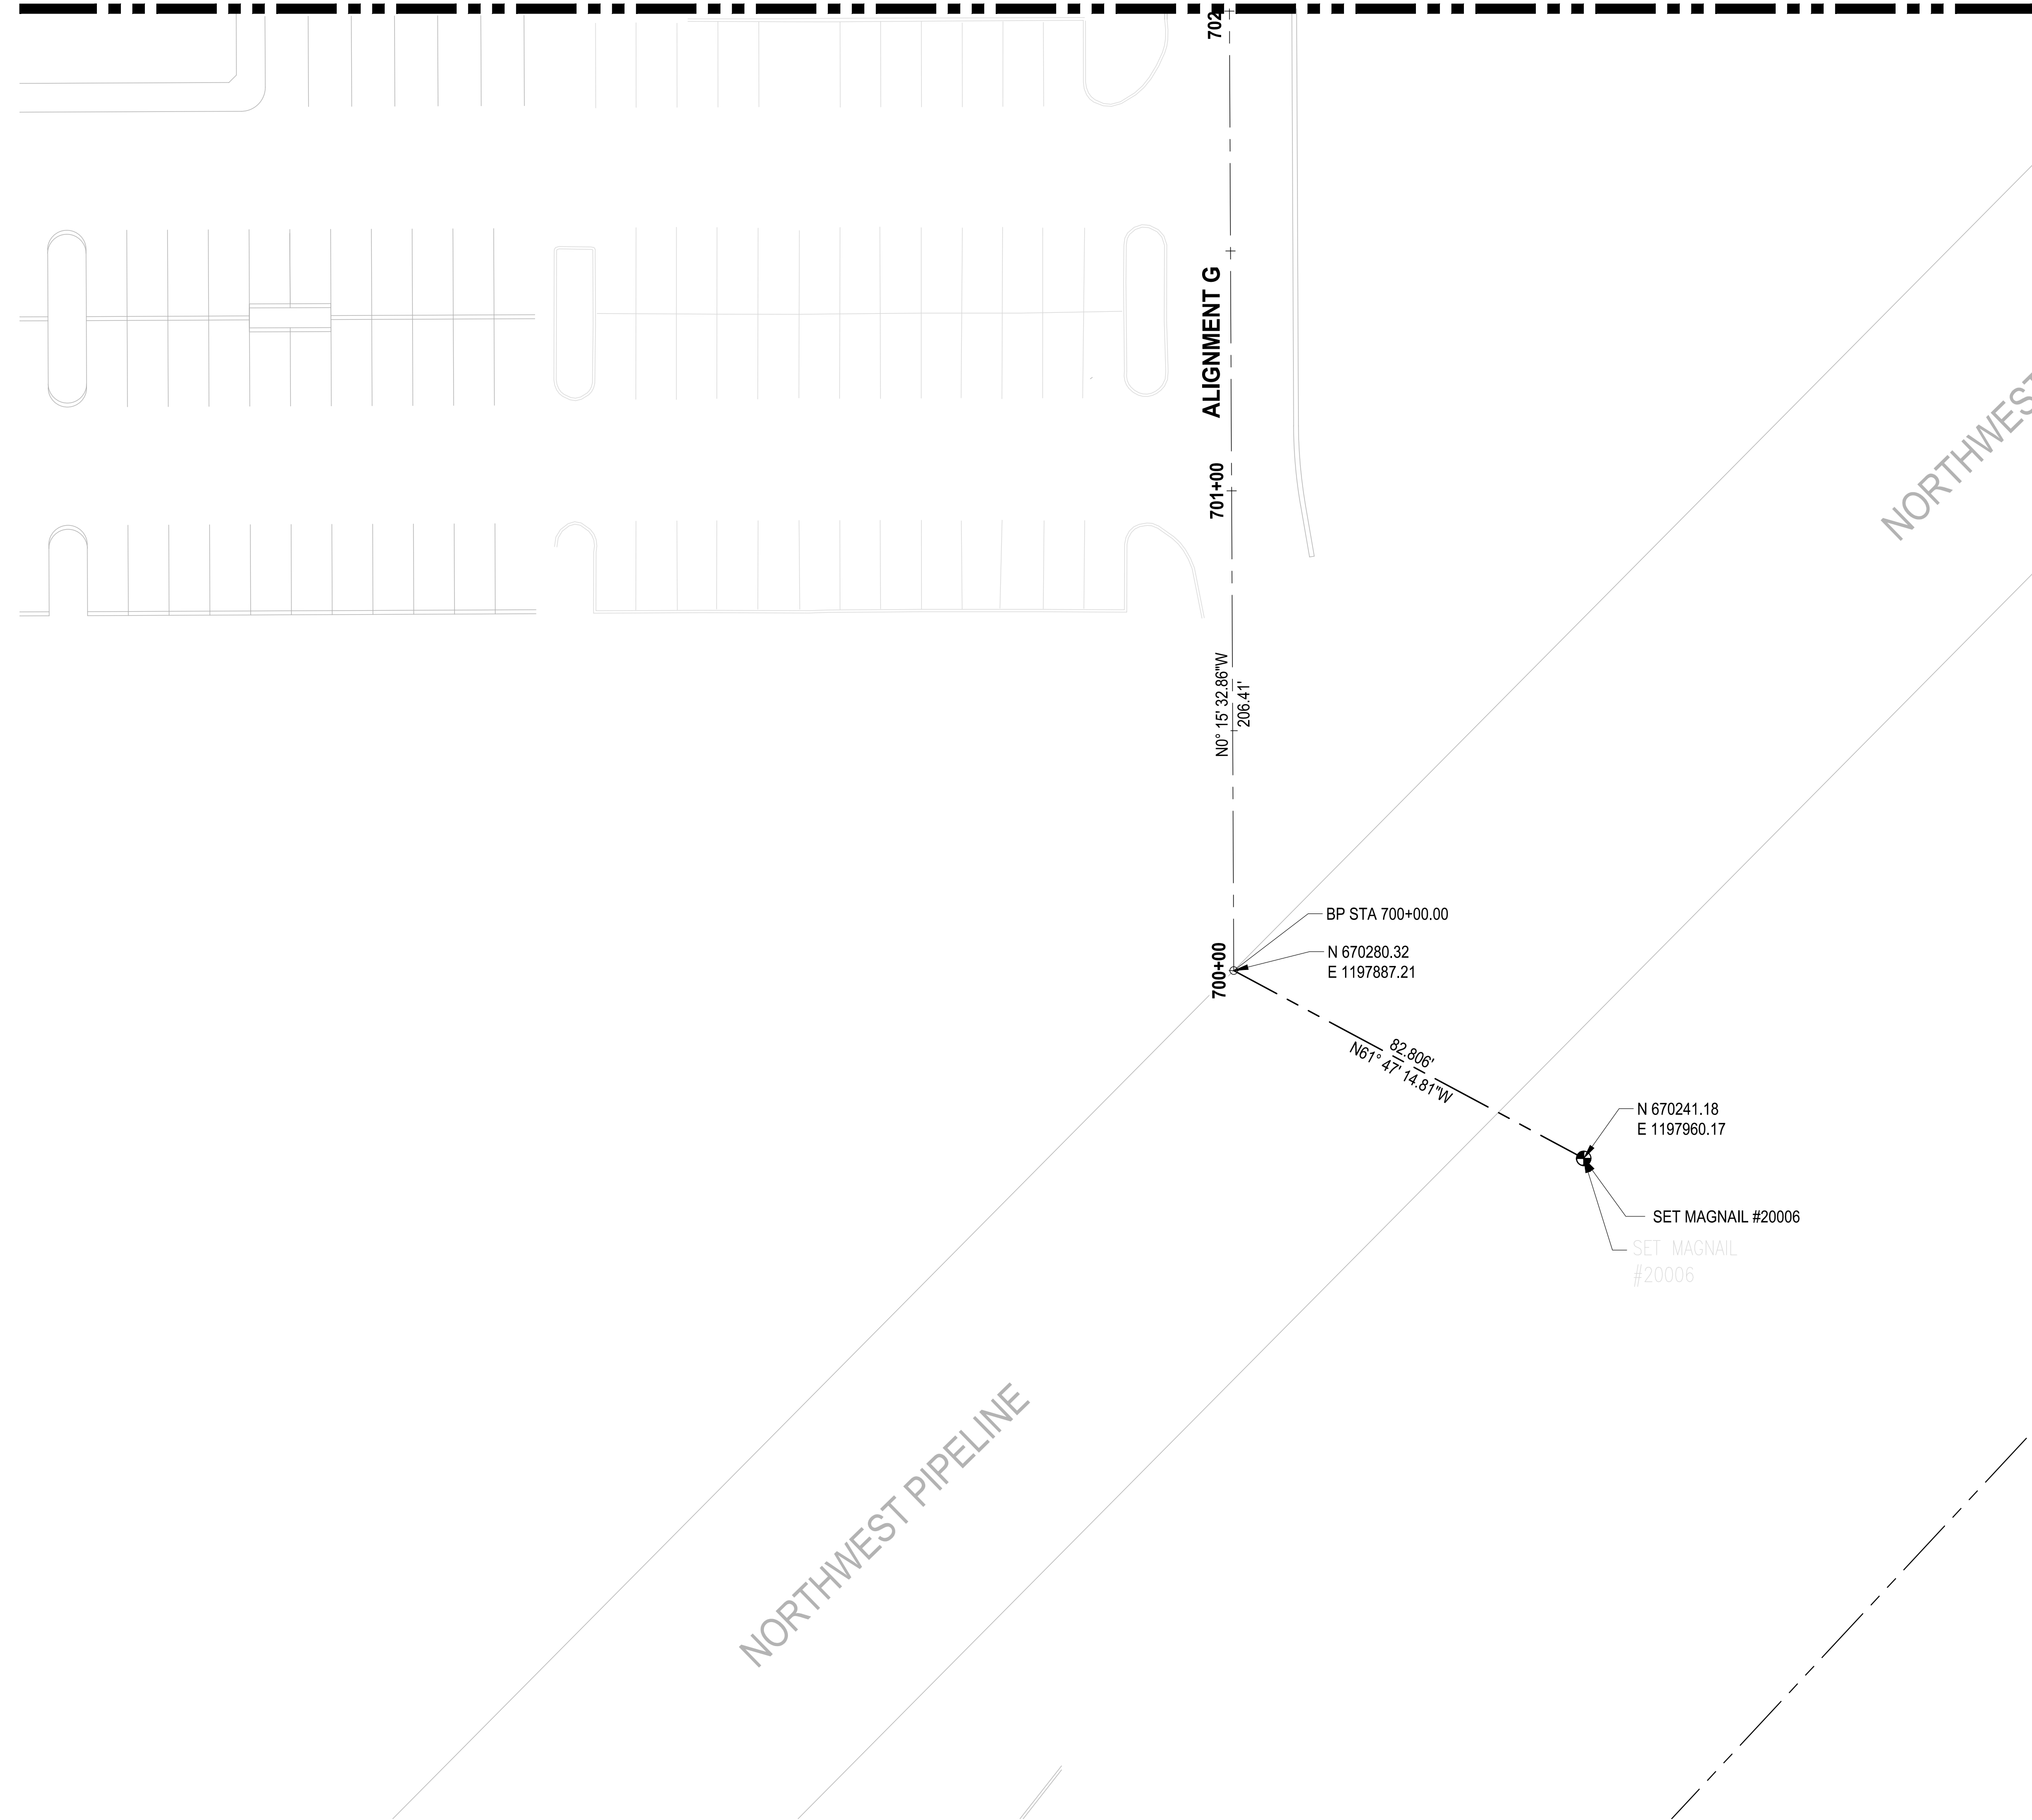 702
ALIGNMENT G
NORTHWEST
701+00
N0° 15' 32.86"W
206.41'
BP STA 700+00.00
700+00
N 670280.32
E 1197887.21
82.806'
N61° 47' 14.81"W
N 670241.18
E 1197960.17
SET MAGNAIL #20006
SET MAGNAIL
#20006
NORTHWEST PIPELINE